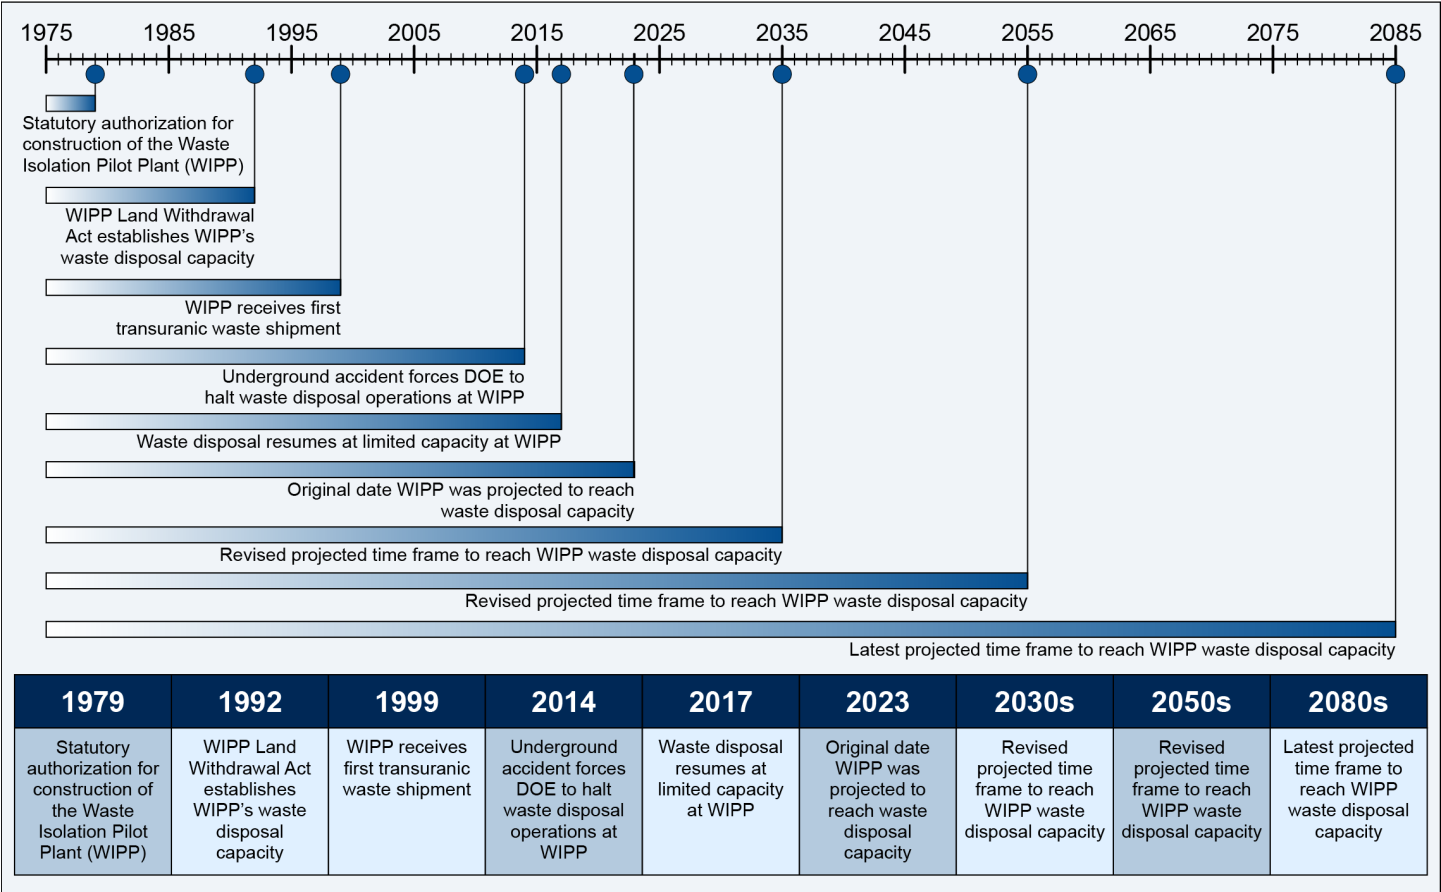 1975 1985 1995 2005 2015 2025 2035 2045 2055 2065 2075 2085
Statutory authorization for
construction of the Waste
Isolation Pilot Plant (WIPP)
WIPP Land Withdrawal
Act establishes WIPP’s
waste disposal capacity
WIPP receives first
transuranic waste shipment
Underground accident forces DOE to
halt waste disposal operations at WIPP
Waste disposal resumes at limited capacity at WIPP
Original date WIPP was projected to reach
waste disposal capacity
Revised projected time frame to reach WIPP waste disposal capacity
Revised projected time frame to reach WIPP waste disposal capacity
Latest projected time frame to reach WIPP waste disposal capacity
1979
Statutory
authorization for
construction of
the Waste
Isolation Pilot
Plant (WIPP)
1992
WIPP Land
Withdrawal Act
establishes
WIPP’s waste
disposal
capacity
1999
WIPP receives
first transuranic
waste shipment
2014
Underground
accident forces
DOE to halt
waste disposal
operations at
WIPP
2017
Waste disposal
resumes at
limited capacity
at WIPP
2023
Original date
WIPP was
projected to
reach waste
disposal
capacity
2030s
Revised
projected time
frame to reach
WIPP waste
disposal capacity
2050s
Revised
projected time
frame to reach
WIPP waste
disposal capacity
2080s
Latest projected
time frame to
reach WIPP
waste disposal
capacity